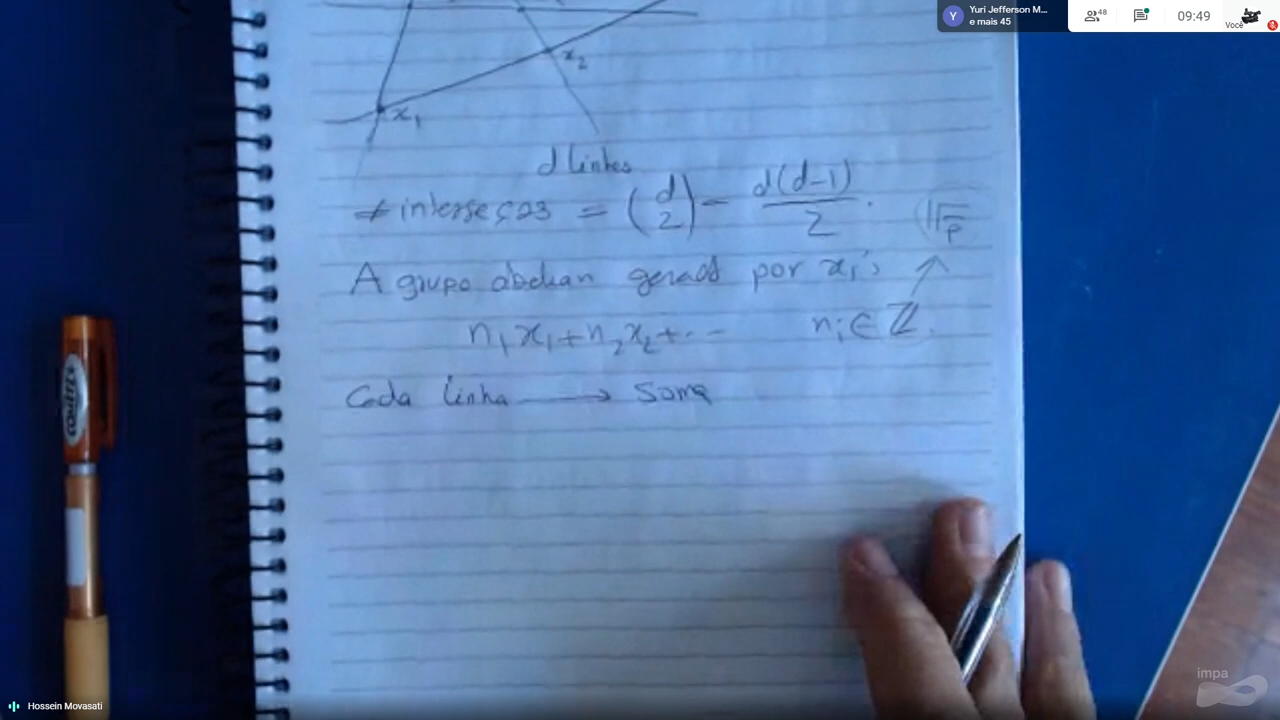 Yuri Jefferson M...
e mais 45
Y
48
09:49
Você
x₂
x₁
d linhas
# interseções = (d 2) = d(d-1)/2.
𝔽p
A grupo abelian gerado por xᵢ's
n₁x₁+n₂x₂+... nᵢ∈ℤ.
Cada linha → Soma
impa
Hossein Movasati